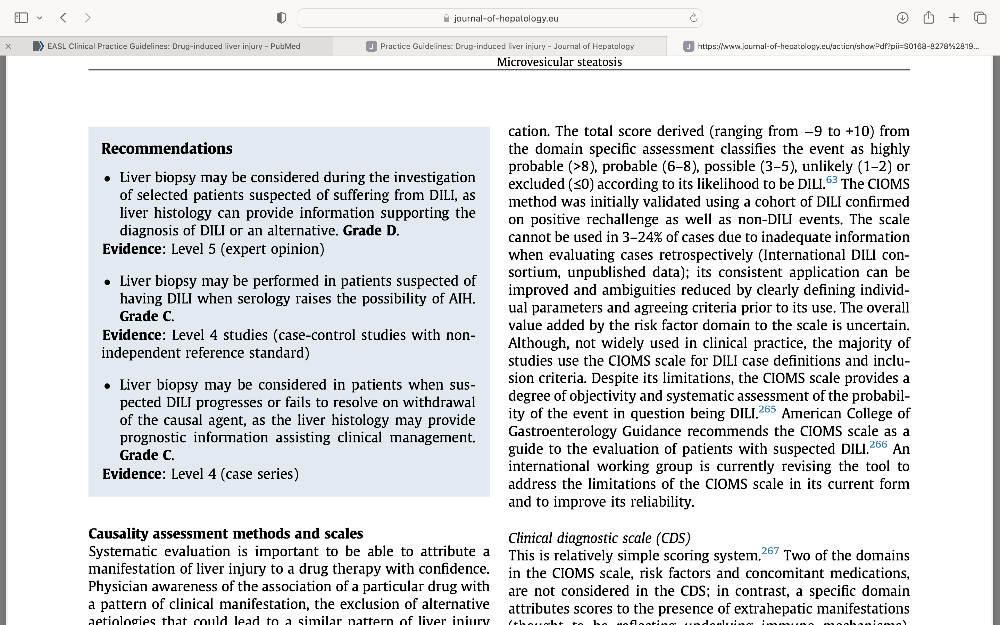 journal-of-hepatology.eu
EASL Clinical Practice Guidelines: Drug-induced liver injury - PubMed
J Practice Guidelines: Drug-induced liver injury - Journal of Hepatology
J https://www.journal-of-hepatology.eu/action/showPdf?pii=S0168-8278%2819...
Microvesicular steatosis
Recommendations
• Liver biopsy may be considered during the investigation
of selected patients suspected of suffering from DILI, as
liver histology can provide information supporting the
diagnosis of DILI or an alternative. Grade D.
Evidence: Level 5 (expert opinion)
• Liver biopsy may be performed in patients suspected of
having DILI when serology raises the possibility of AIH.
Grade C.
Evidence: Level 4 studies (case-control studies with non-
independent reference standard)
• Liver biopsy may be considered in patients when sus-
pected DILI progresses or fails to resolve on withdrawal
of the causal agent, as the liver histology may provide
prognostic information assisting clinical management.
Grade C.
Evidence: Level 4 (case series)
Causality assessment methods and scales
Systematic evaluation is important to be able to attribute a
manifestation of liver injury to a drug therapy with confidence.
Physician awareness of the association of a particular drug with
a pattern of clinical manifestation, the exclusion of alternative
aetiologies that could lead to a similar pattern of liver injury
cation. The total score derived (ranging from −9 to +10) from
the domain specific assessment classifies the event as highly
probable (>8), probable (6–8), possible (3–5), unlikely (1–2) or
excluded (≤0) according to its likelihood to be DILI.63 The CIOMS
method was initially validated using a cohort of DILI confirmed
on positive rechallenge as well as non-DILI events. The scale
cannot be used in 3–24% of cases due to inadequate information
when evaluating cases retrospectively (International DILI con-
sortium, unpublished data); its consistent application can be
improved and ambiguities reduced by clearly defining individ-
ual parameters and agreeing criteria prior to its use. The overall
value added by the risk factor domain to the scale is uncertain.
Although, not widely used in clinical practice, the majority of
studies use the CIOMS scale for DILI case definitions and inclu-
sion criteria. Despite its limitations, the CIOMS scale provides a
degree of objectivity and systematic assessment of the probabil-
ity of the event in question being DILI.265 American College of
Gastroenterology Guidance recommends the CIOMS scale as a
guide to the evaluation of patients with suspected DILI.266 An
international working group is currently revising the tool to
address the limitations of the CIOMS scale in its current form
and to improve its reliability.
Clinical diagnostic scale (CDS)
This is relatively simple scoring system.267 Two of the domains
in the CIOMS scale, risk factors and concomitant medications,
are not considered in the CDS; in contrast, a specific domain
attributes scores to the presence of extrahepatic manifestations
(thought to be reflecting underlying immune mechanisms)